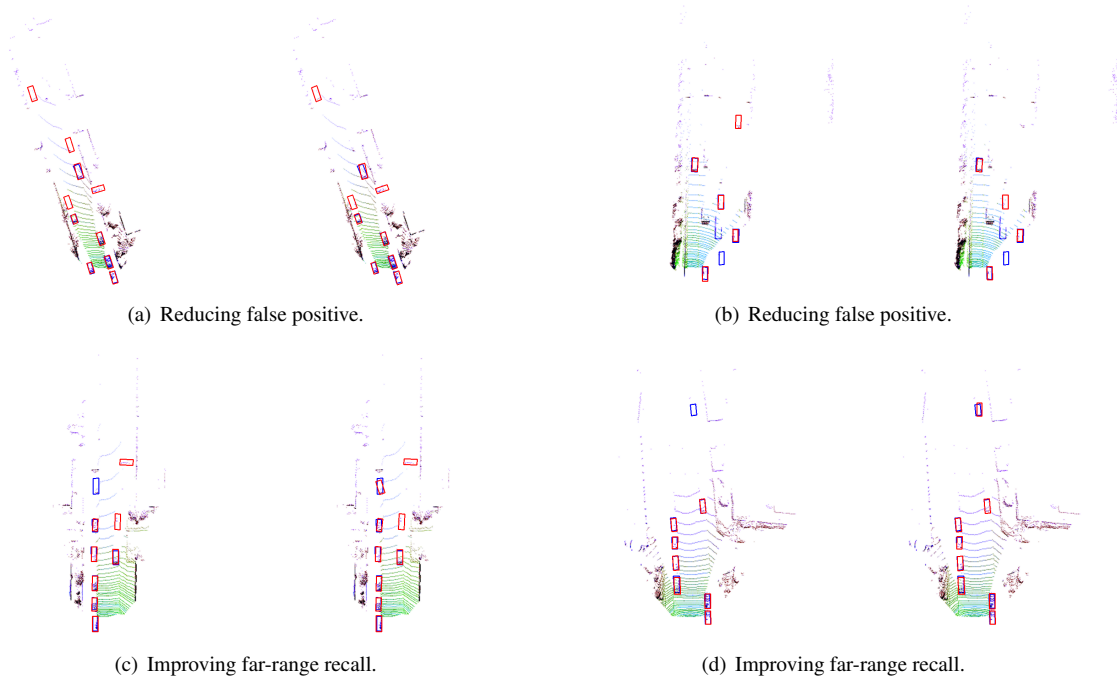 (a) Reducing false positive.
(b) Reducing false positive.
(c) Improving far-range recall.
(d) Improving far-range recall.